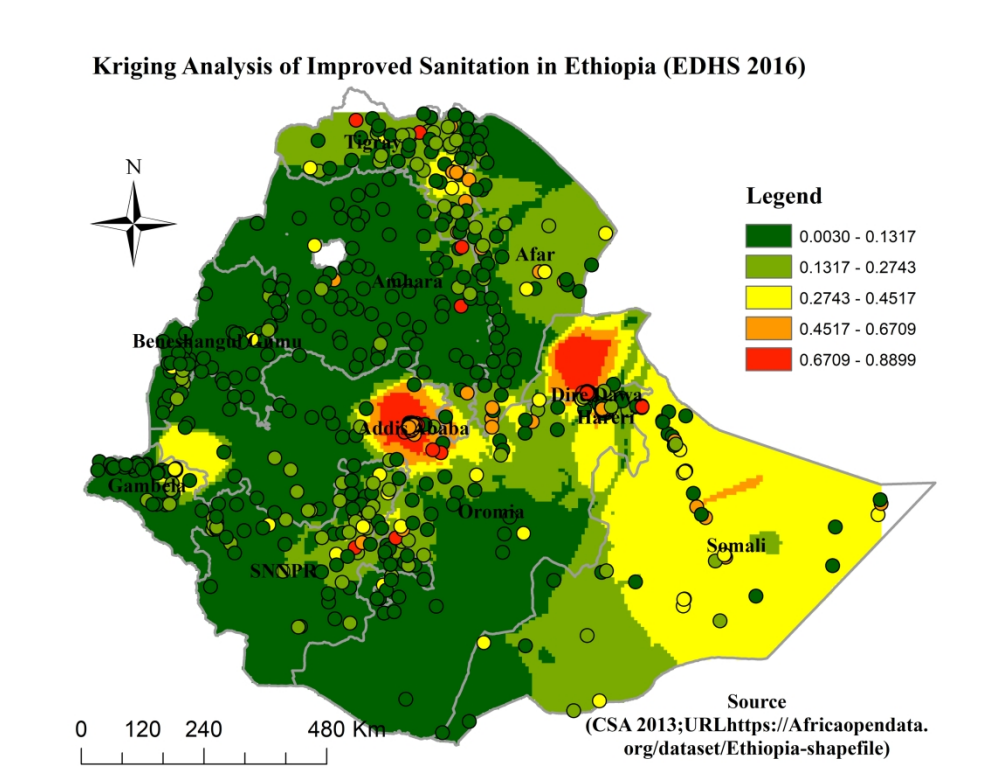 Kriging Analysis of Improved Sanitation in Ethiopia (EDHS 2016)
N
Tigray
Legend
0.0030 - 0.1317
0.1317 - 0.2743
0.2743 - 0.4517
0.4517 - 0.6709
0.6709 - 0.8899
Afar
Amhara
Beneshangul Gumu
Dire Dawa
Hareri
Addis Ababa
Gambela
Oromia
Somali
SNNPR
Source
(CSA 2013;URLhttps://Africaopendata.
org/dataset/Ethiopia-shapefile)
0 120 240 480 Km